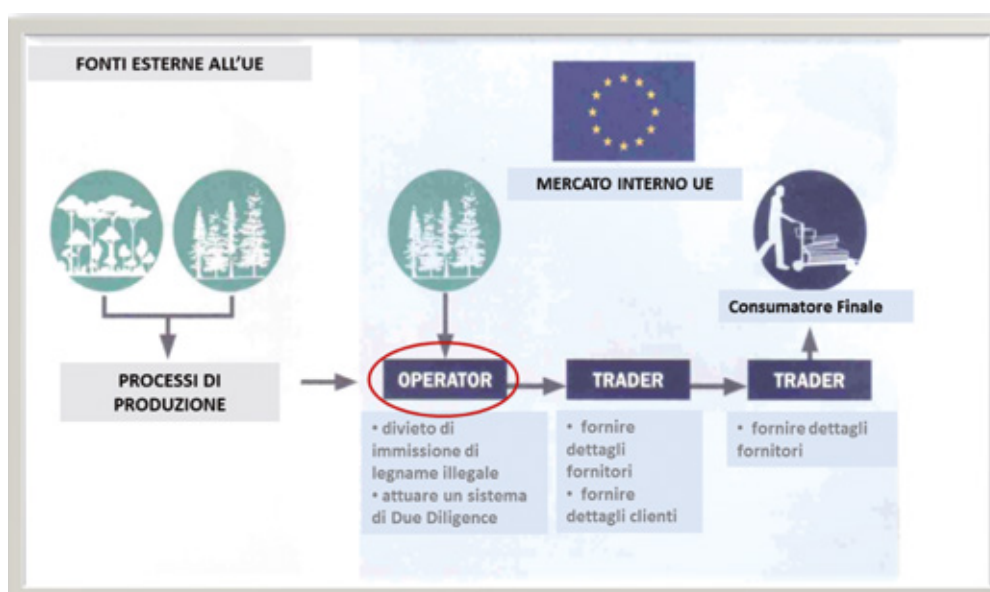 FONTI ESTERNE ALL'UE
MERCATO INTERNO UE
Consumatore Finale
PROCESSI DI
PRODUZIONE
OPERATOR
TRADER
TRADER
• divieto di
immissione di
legname illegale
• attuare un sistema
di Due Diligence
• fornire
dettagli
fornitori
• fornire
dettagli clienti
• fornire dettagli
fornitori